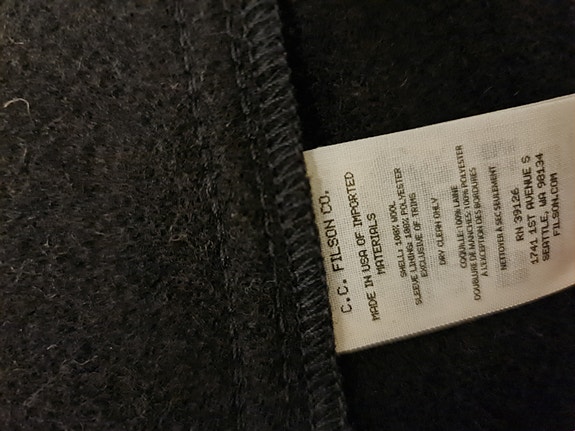 C.C. FILSON CO.
MADE IN USA OF IMPORTED
MATERIALS
SHELL: 100% WOOL
SLEEVE LINING: 100% POLYESTER
EXCLUSIVE OF TRIMS
DRY CLEAN ONLY
COQUILLE: 100% LAINE
DOUBLURE DE MANCHES: 100% POLYESTER
À L'EXCEPTION DES BORDURES
NETTOYER À SEC SEULEMENT
RN 39126
1741 1ST AVENUE S
SEATTLE, WA 98134
FILSON.COM